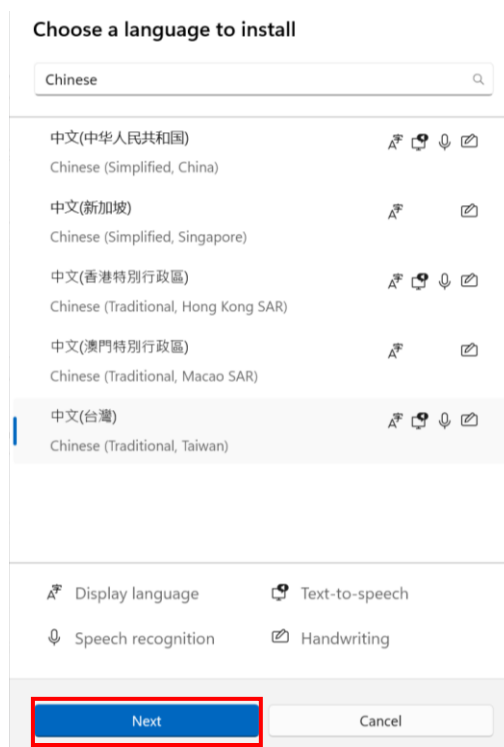 Choose a language to install
Chinese
中文(中华人民共和国)
Chinese (Simplified, China)
中文(新加坡)
Chinese (Simplified, Singapore)
中文(香港特別行政區)
Chinese (Traditional, Hong Kong SAR)
中文(澳門特別行政區)
Chinese (Traditional, Macao SAR)
中文(台灣)
Chinese (Traditional, Taiwan)
Display language Text-to-speech
Speech recognition Handwriting
Next Cancel